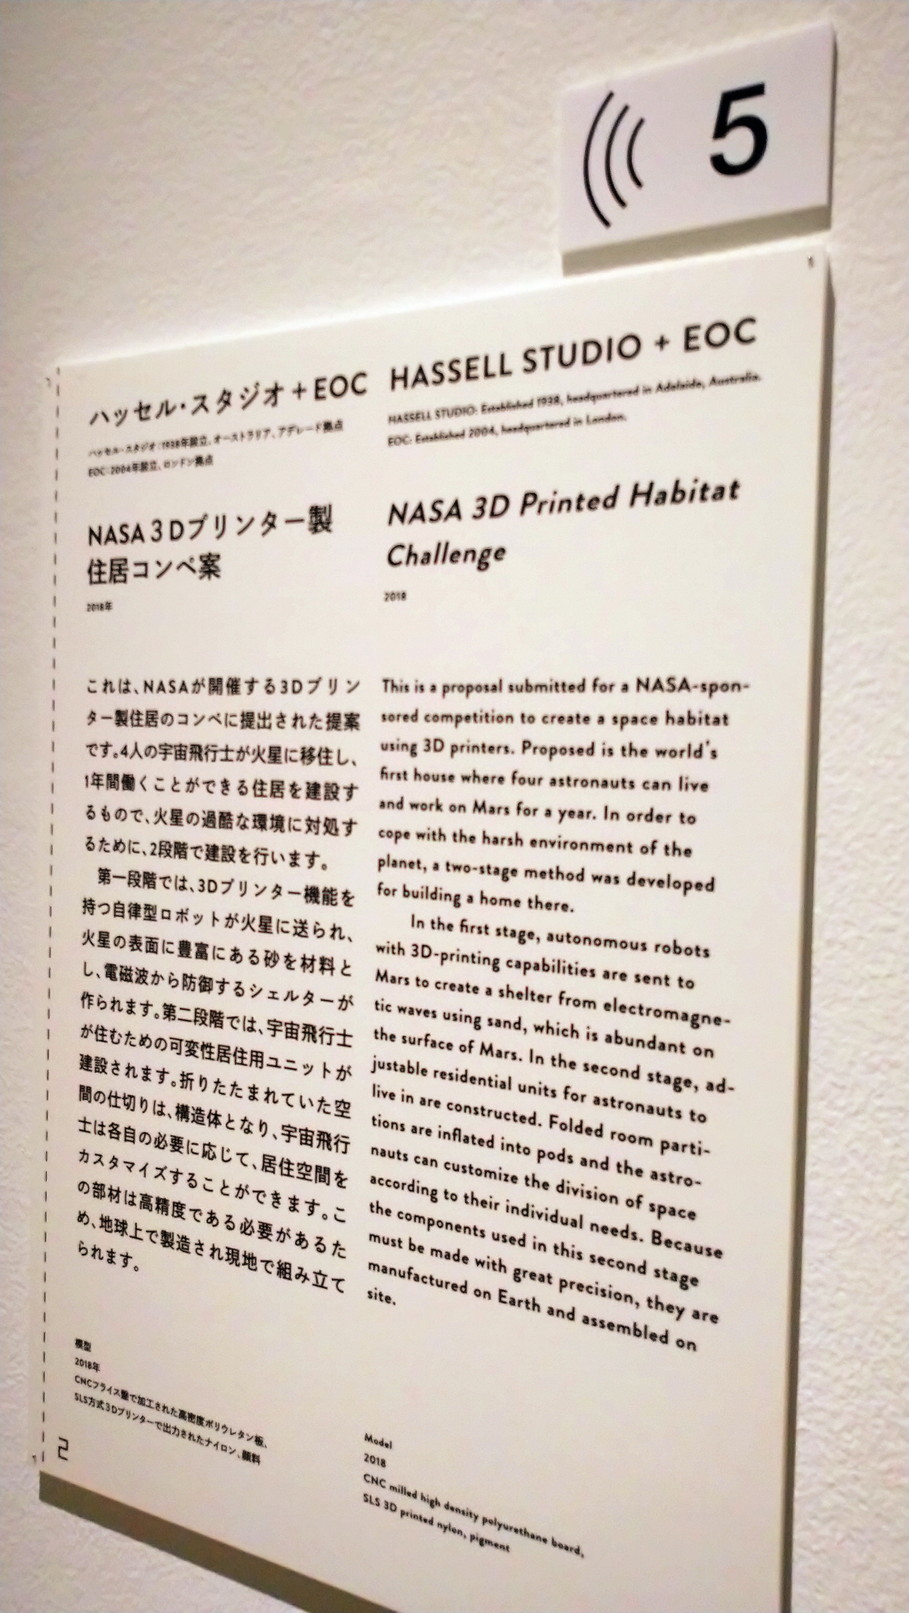 5
ハッセル・スタジオ＋EOC
ハッセル・スタジオ：1938年設立、オーストラリア、アデレード拠点
EOC：2004年設立、ロンドン拠点
NASA 3Dプリンター製
住居コンペ案
2018年
これは、NASAが開催する3Dプリン
ター製住居のコンペに提出された提案
です。4人の宇宙飛行士が火星に移住し、
1年間働くことができる住居を建設す
るもので、火星の過酷な環境に対処す
るために、2段階で建設を行います。
第一段階では、3Dプリンター機能を
持つ自律型ロボットが火星に送られ、
火星の表面に豊富にある砂を材料と
し、電磁波から防御するシェルターが
作られます。第二段階では、宇宙飛行士
が住むための可変性居住用ユニットが
建設されます。折りたたまれていた空
間の仕切りは、構造体となり、宇宙飛行
士は各自の必要に応じて、居住空間を
カスタマイズすることができます。こ
の部材は高精度である必要があるた
め、地球上で製造され現地で組み立て
られます。
模型
2018年
CNCフライス盤で加工された高密度ポリウレタン板、
SLS方式3Dプリンターで出力されたナイロン、顔料
2
HASSELL STUDIO + EOC
HASSELL STUDIO: Established 1938, headquartered in Adelaide, Australia.
EOC: Established 2004, headquartered in London.
NASA 3D Printed Habitat
Challenge
2018
This is a proposal submitted for a NASA-spon-
sored competition to create a space habitat
using 3D printers. Proposed is the world's
first house where four astronauts can live
and work on Mars for a year. In order to
cope with the harsh environment of the
planet, a two-stage method was developed
for building a home there.
In the first stage, autonomous robots
with 3D-printing capabilities are sent to
Mars to create a shelter from electromagne-
tic waves using sand, which is abundant on
the surface of Mars. In the second stage, ad-
justable residential units for astronauts to
live in are constructed. Folded room parti-
tions are inflated into pods and the astro-
nauts can customize the division of space
according to their individual needs. Because
the components used in this second stage
must be made with great precision, they are
manufactured on Earth and assembled on
site.
Model
2018
CNC milled high density polyurethane board,
SLS 3D printed nylon, pigment